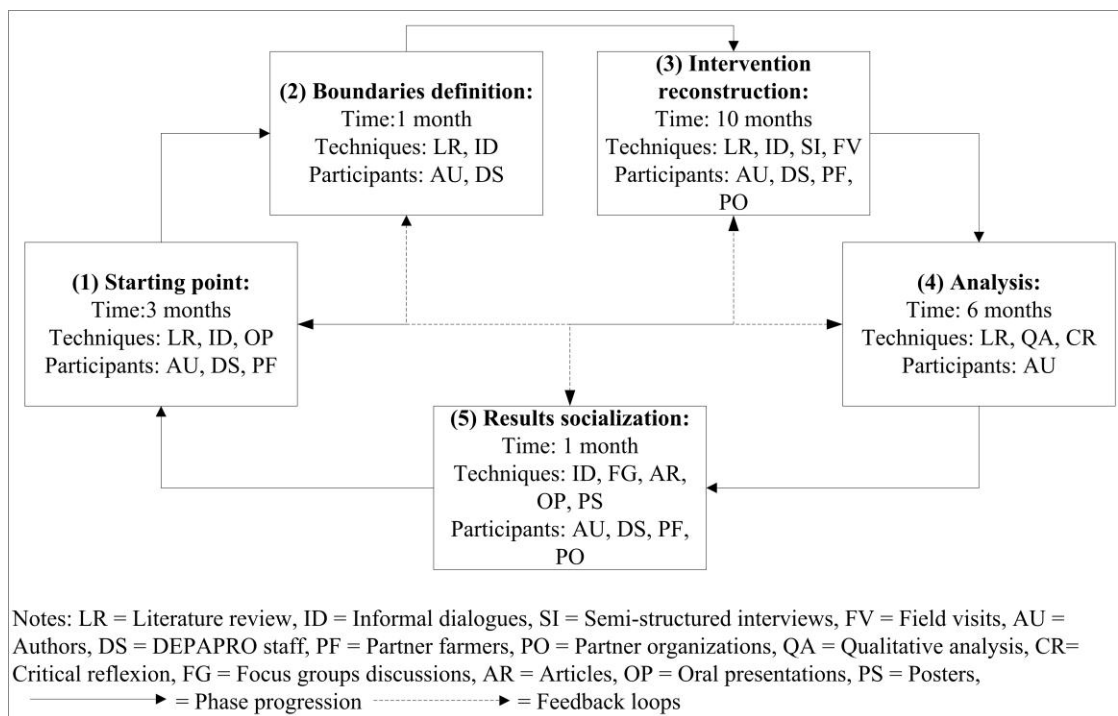 (2) Boundaries definition:
Time:1 month
Techniques: LR, ID
Participants: AU, DS
(3) Intervention
reconstruction:
Time: 10 months
Techniques: LR, ID, SI, FV
Participants: AU, DS, PF,
PO
(1) Starting point:
Time:3 months
Techniques: LR, ID, OP
Participants: AU, DS, PF
(4) Analysis:
Time: 6 months
Techniques: LR, QA, CR
Participants: AU
(5) Results socialization:
Time: 1 month
Techniques: ID, FG, AR,
OP, PS
Participants: AU, DS, PF,
PO
Notes: LR = Literature review, ID = Informal dialogues, SI = Semi-structured interviews, FV = Field visits, AU =
Authors, DS = DEPAPRO staff, PF = Partner farmers, PO = Partner organizations, QA = Qualitative analysis, CR=
Critical reflexion, FG = Focus groups discussions, AR = Articles, OP = Oral presentations, PS = Posters,
= Phase progression = Feedback loops